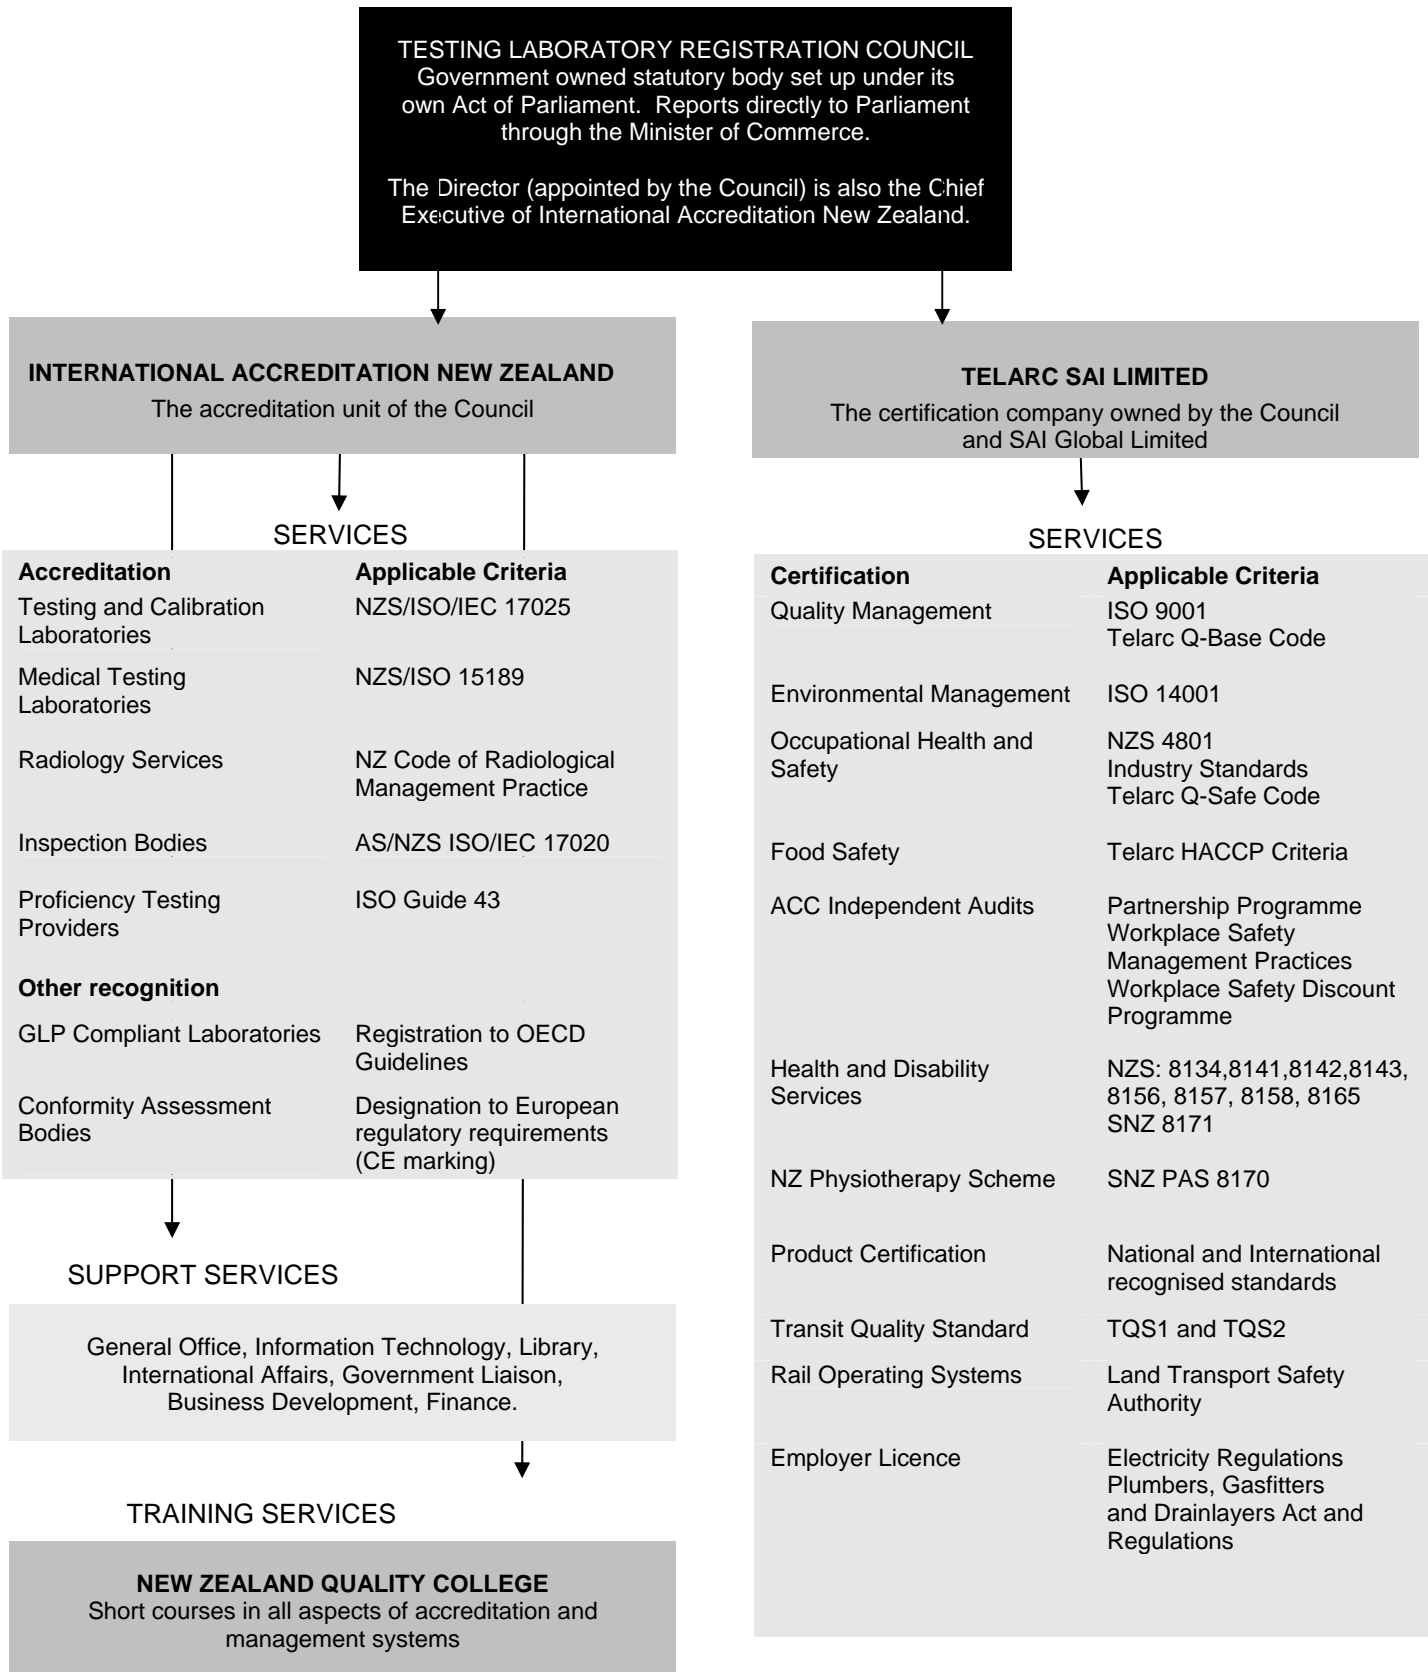 TESTING LABORATORY REGISTRATION COUNCIL
Government owned statutory body set up under its
own Act of Parliament.  Reports directly to Parliament
through the Minister of Commerce.
The Director (appointed by the Council) is also the Chief
Executive of International Accreditation New Zealand.
INTERNATIONAL ACCREDITATION NEW ZEALAND
The accreditation unit of the Council
SERVICES
Accreditation Applicable Criteria
Testing and Calibration NZS/ISO/IEC 17025
Laboratories
Medical Testing NZS/ISO 15189
Laboratories
Radiology Services NZ Code of Radiological
Management Practice
Inspection Bodies AS/NZS ISO/IEC 17020
Proficiency Testing ISO Guide 43
Providers
Other recognition
GLP Compliant Laboratories Registration to OECD
Guidelines
Conformity Assessment Designation to European
Bodies regulatory requirements
(CE marking)
SUPPORT SERVICES
General Office, Information Technology, Library,
International Affairs, Government Liaison,
Business Development, Finance.
TRAINING SERVICES
NEW ZEALAND QUALITY COLLEGE
Short courses in all aspects of accreditation and
management systems
TELARC SAI LIMITED
The certification company owned by the Council
and SAI Global Limited
SERVICES
Certification Applicable Criteria
Quality Management ISO 9001
Telarc Q-Base Code
Environmental Management ISO 14001
Occupational Health and NZS 4801
Safety Industry Standards
Telarc Q-Safe Code
Food Safety Telarc HACCP Criteria
ACC Independent Audits Partnership Programme
Workplace Safety
Management Practices
Workplace Safety Discount
Programme
Health and Disability NZS: 8134,8141,8142,8143,
Services 8156, 8157, 8158, 8165
SNZ 8171
NZ Physiotherapy Scheme SNZ PAS 8170
Product Certification National and International
recognised standards
Transit Quality Standard TQS1 and TQS2
Rail Operating Systems Land Transport Safety
Authority
Employer Licence Electricity Regulations
Plumbers, Gasfitters
and Drainlayers Act and
Regulations